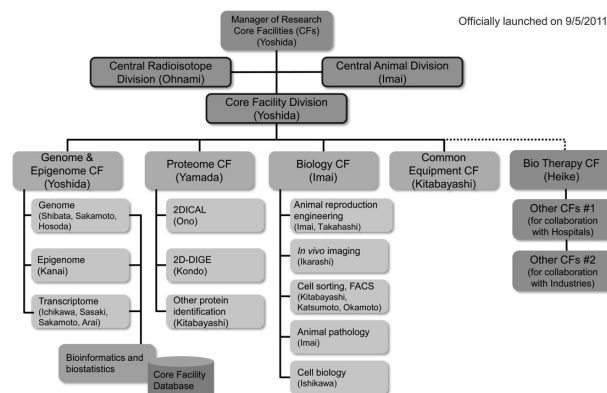 Officially launched on 9/5/2011
Manager of Research
Core Facilities (CFs)
(Yoshida)
Central Radioisotope
Division (Ohnami)
Central Animal Division
(Imai)
Core Facility Division
(Yoshida)
Genome &
Epigenome CF
(Yoshida)
Proteome CF
(Yamada)
Biology CF
(Imai)
Common
Equipment CF
(Kitabayashi)
Bio Therapy CF
(Heike)
Genome
(Shibata, Sakamoto,
Hosoda)
Epigenome
(Kanai)
Transcriptome
(Ichikawa, Sasaki,
Sakamoto, Arai)
Bioinformatics and
biostatistics
Core Facility
Database
2DICAL
(Ono)
2D-DIGE
(Kondo)
Other protein
identification
(Kitabayashi)
Animal reproduction
engineering
(Imai, Takahashi)
In vivo imaging
(Ikarashi)
Cell sorting, FACS
(Kitabayashi,
Katsumoto, Okamoto)
Animal pathology
(Imai)
Cell biology
(Ishikawa)
Other CFs #1
(for collaboration
with Hospitals)
Other CFs #2
(for collaboration
with Industries)